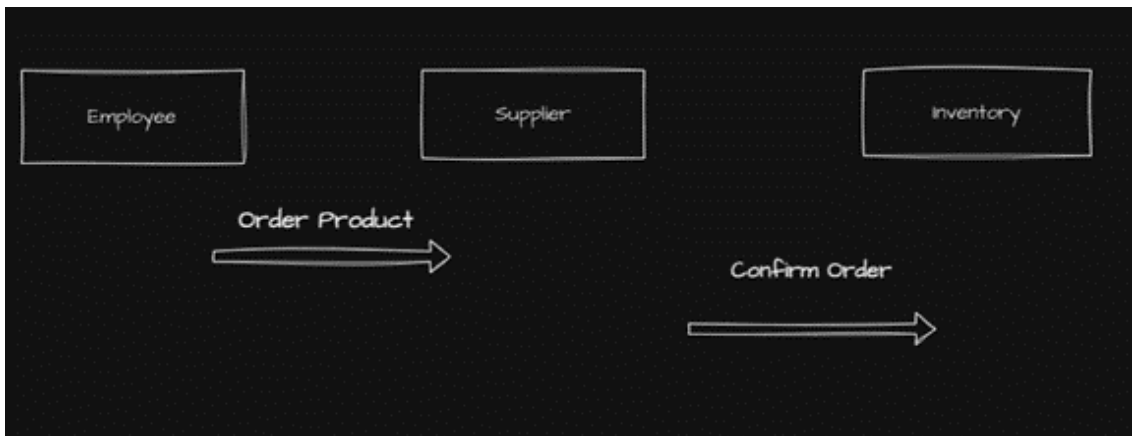 Employee
Supplier
Inventory
Order Product
Confirm Order